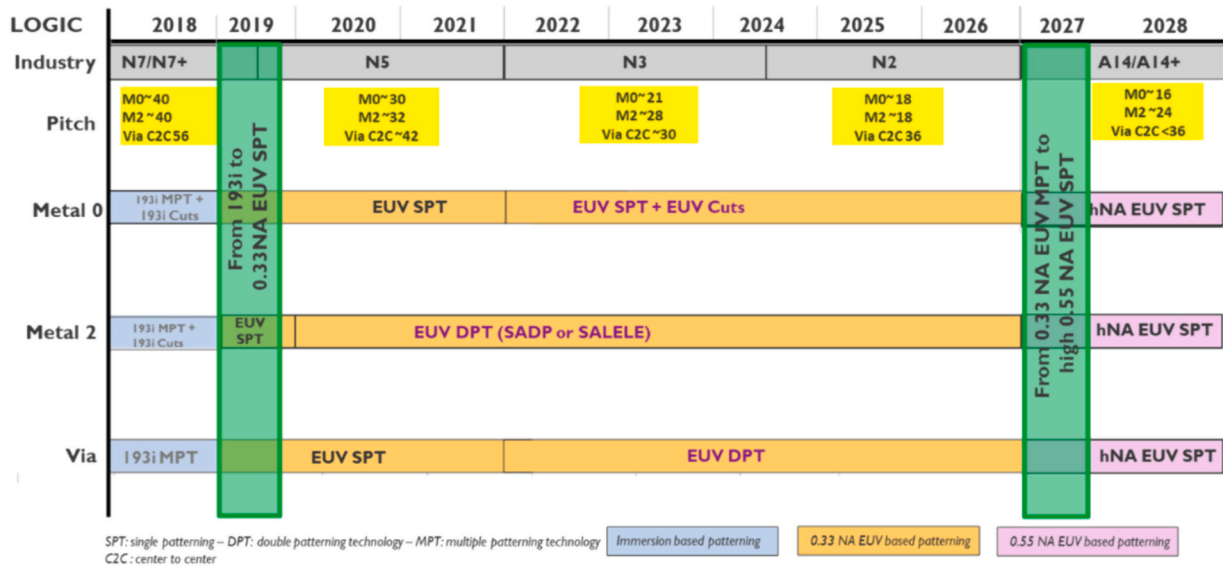 LOGIC 2018 2019 2020 2021 2022 2023 2024 2025 2026 2027 2028
Industry N7/N7+ N5 N3 N2 A14/A14+
Pitch
M0~40
M2 ~40
Via C2C 56
M0~30
M2 ~32
Via C2C ~42
M0~21
M2 ~28
Via C2C ~30
M0~18
M2 ~18
Via C2C 36
M0~16
M2 ~24
Via C2C <36
From 193i to
0.33NA EUV SPT
From 0.33 NA EUV MPT to
high 0.55 NA EUV SPT
Metal 0
193i MPT +
193i Cuts
EUV SPT
EUV SPT + EUV Cuts
hNA EUV SPT
Metal 2
193i MPT +
193i Cuts
EUV
SPT
EUV DPT (SADP or SALELE)
hNA EUV SPT
Via 193i MPT EUV SPT EUV DPT hNA EUV SPT
SPT: single patterning – DPT: double patterning technology – MPT: multiple patterning technology
C2C : center to center
Immersion based patterning
0.33 NA EUV based patterning
0.55 NA EUV based patterning